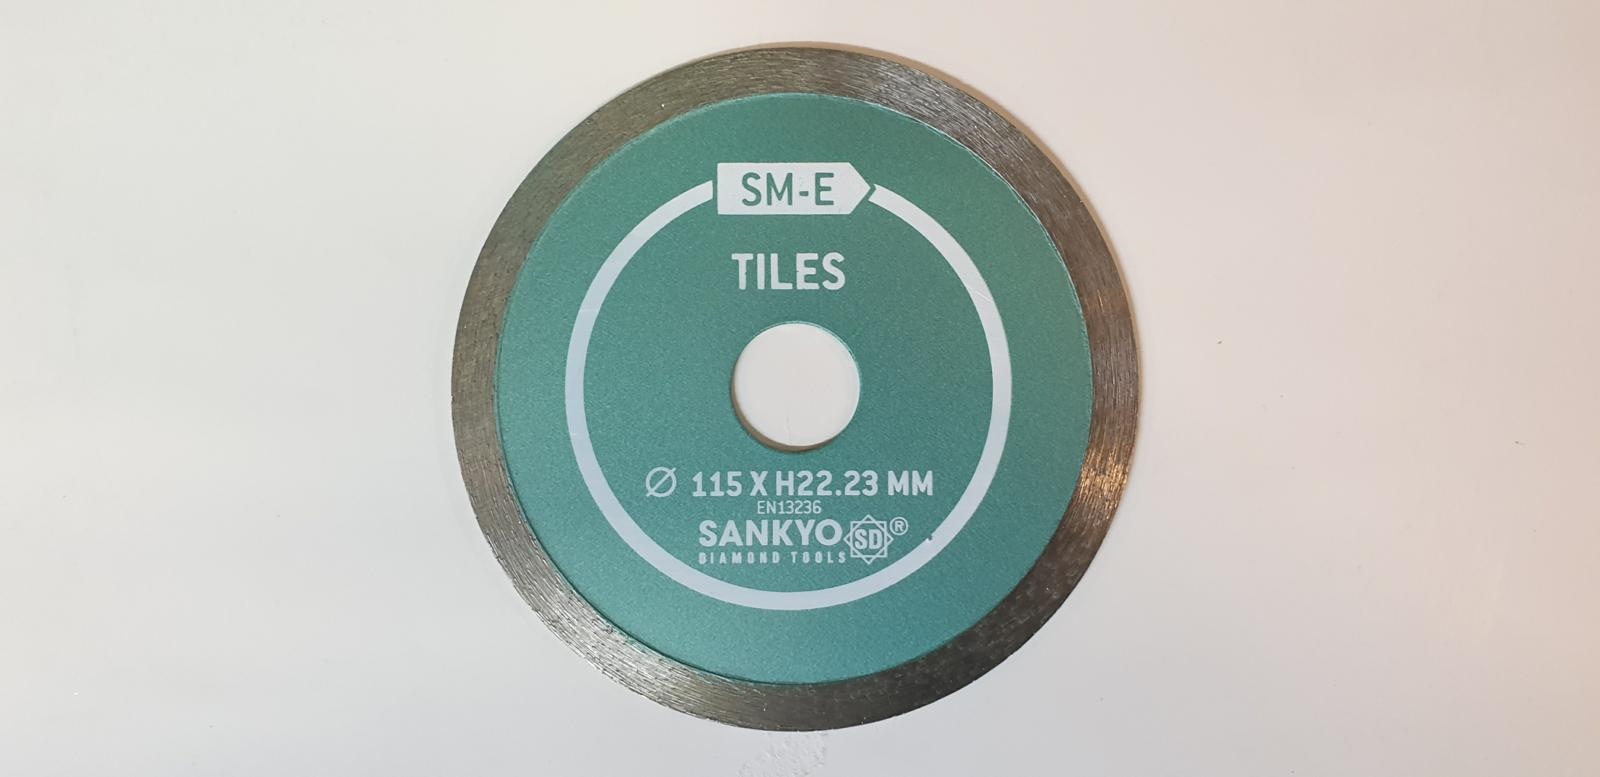 SM-E
TILES
Ø 115 X H22.23 MM
EN13236
SANKYO SD ®
DIAMOND TOOLS